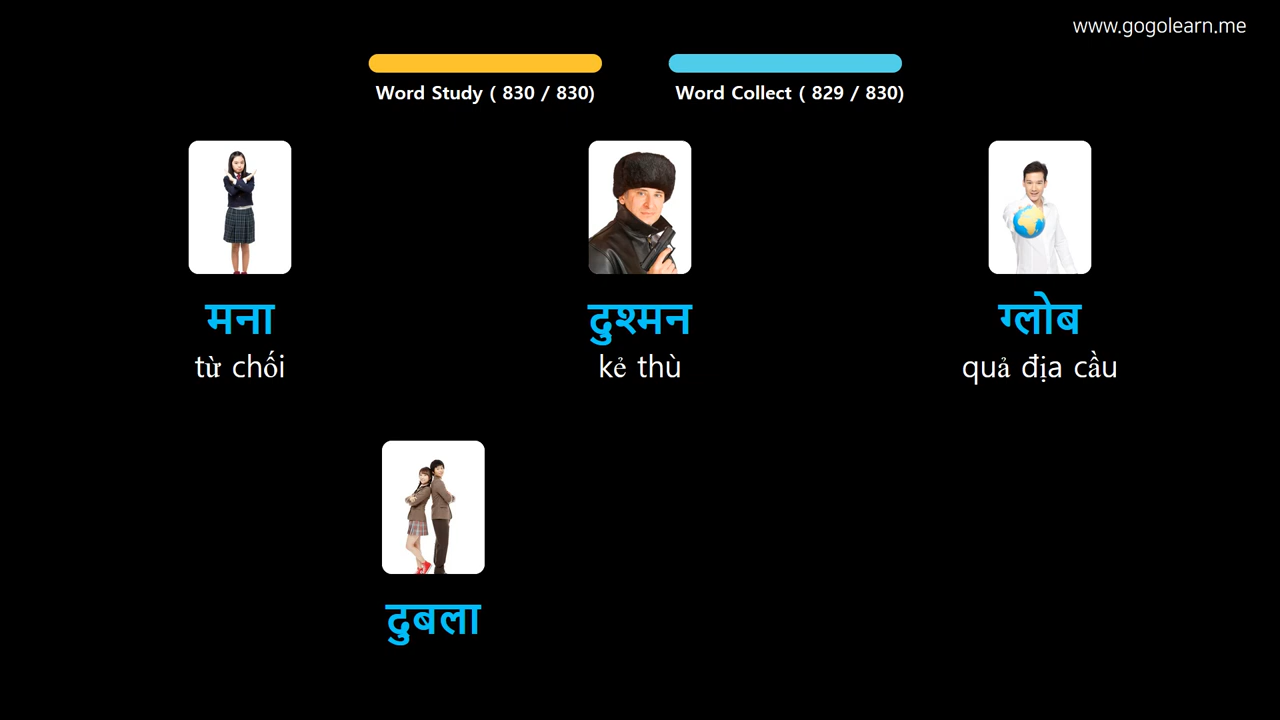 www.gogolearn.me
Word Study ( 830 / 830)
Word Collect ( 829 / 830)
मना
từ chối
दुश्मन
kẻ thù
ग्लोब
quả địa cầu
दुबला